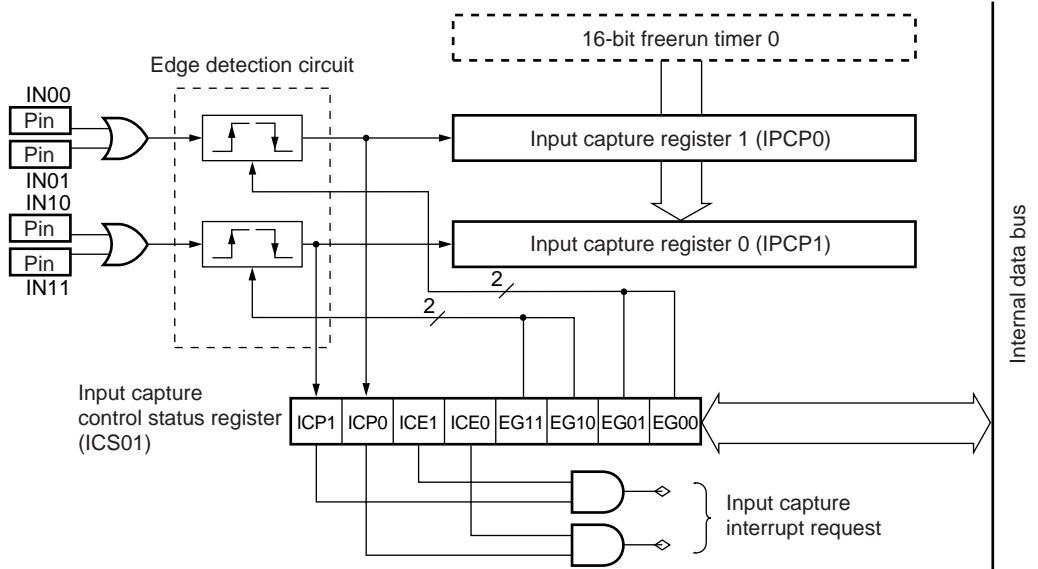 16-bit freerun timer 0
Edge detection circuit
IN00
Pin
Pin
IN01
Input capture register 1 (IPCP0)
IN10
Pin
Pin
IN11
Input capture register 0 (IPCP1)
2
2
Internal data bus
Input capture
control status register
(ICS01)
ICP1 ICP0 ICE1 ICE0 EG11 EG10 EG01 EG00
Input capture
interrupt request